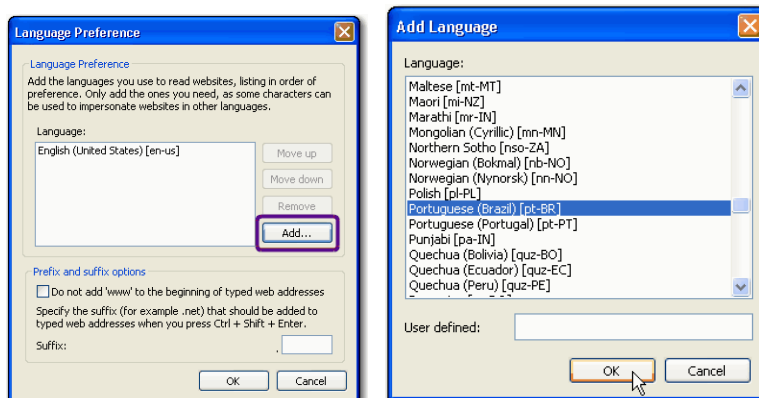 Language Preference
Language Preference
Add the languages you use to read websites, listing in order of
preference. Only add the ones you need, as some characters can
be used to impersonate websites in other languages.
Language:
English (United States) [en-us]
Move up
Move down
Remove
Add...
Prefix and suffix options
Do not add 'www' to the beginning of typed web addresses
Specify the suffix (for example .net) that should be added to
typed web addresses when you press Ctrl + Shift + Enter.
Suffix:
.
OK
Cancel
Add Language
Language:
Maltese [mt-MT]
Maori [mi-NZ]
Marathi [mr-IN]
Mongolian (Cyrillic) [mn-MN]
Northern Sotho [nso-ZA]
Norwegian (Bokmal) [nb-NO]
Norwegian (Nynorsk) [nn-NO]
Polish [pl-PL]
Portuguese (Brazil) [pt-BR]
Portuguese (Portugal) [pt-PT]
Punjabi [pa-IN]
Quechua (Bolivia) [quz-BO]
Quechua (Ecuador) [quz-EC]
Quechua (Peru) [quz-PE]
User defined:
OK
Cancel